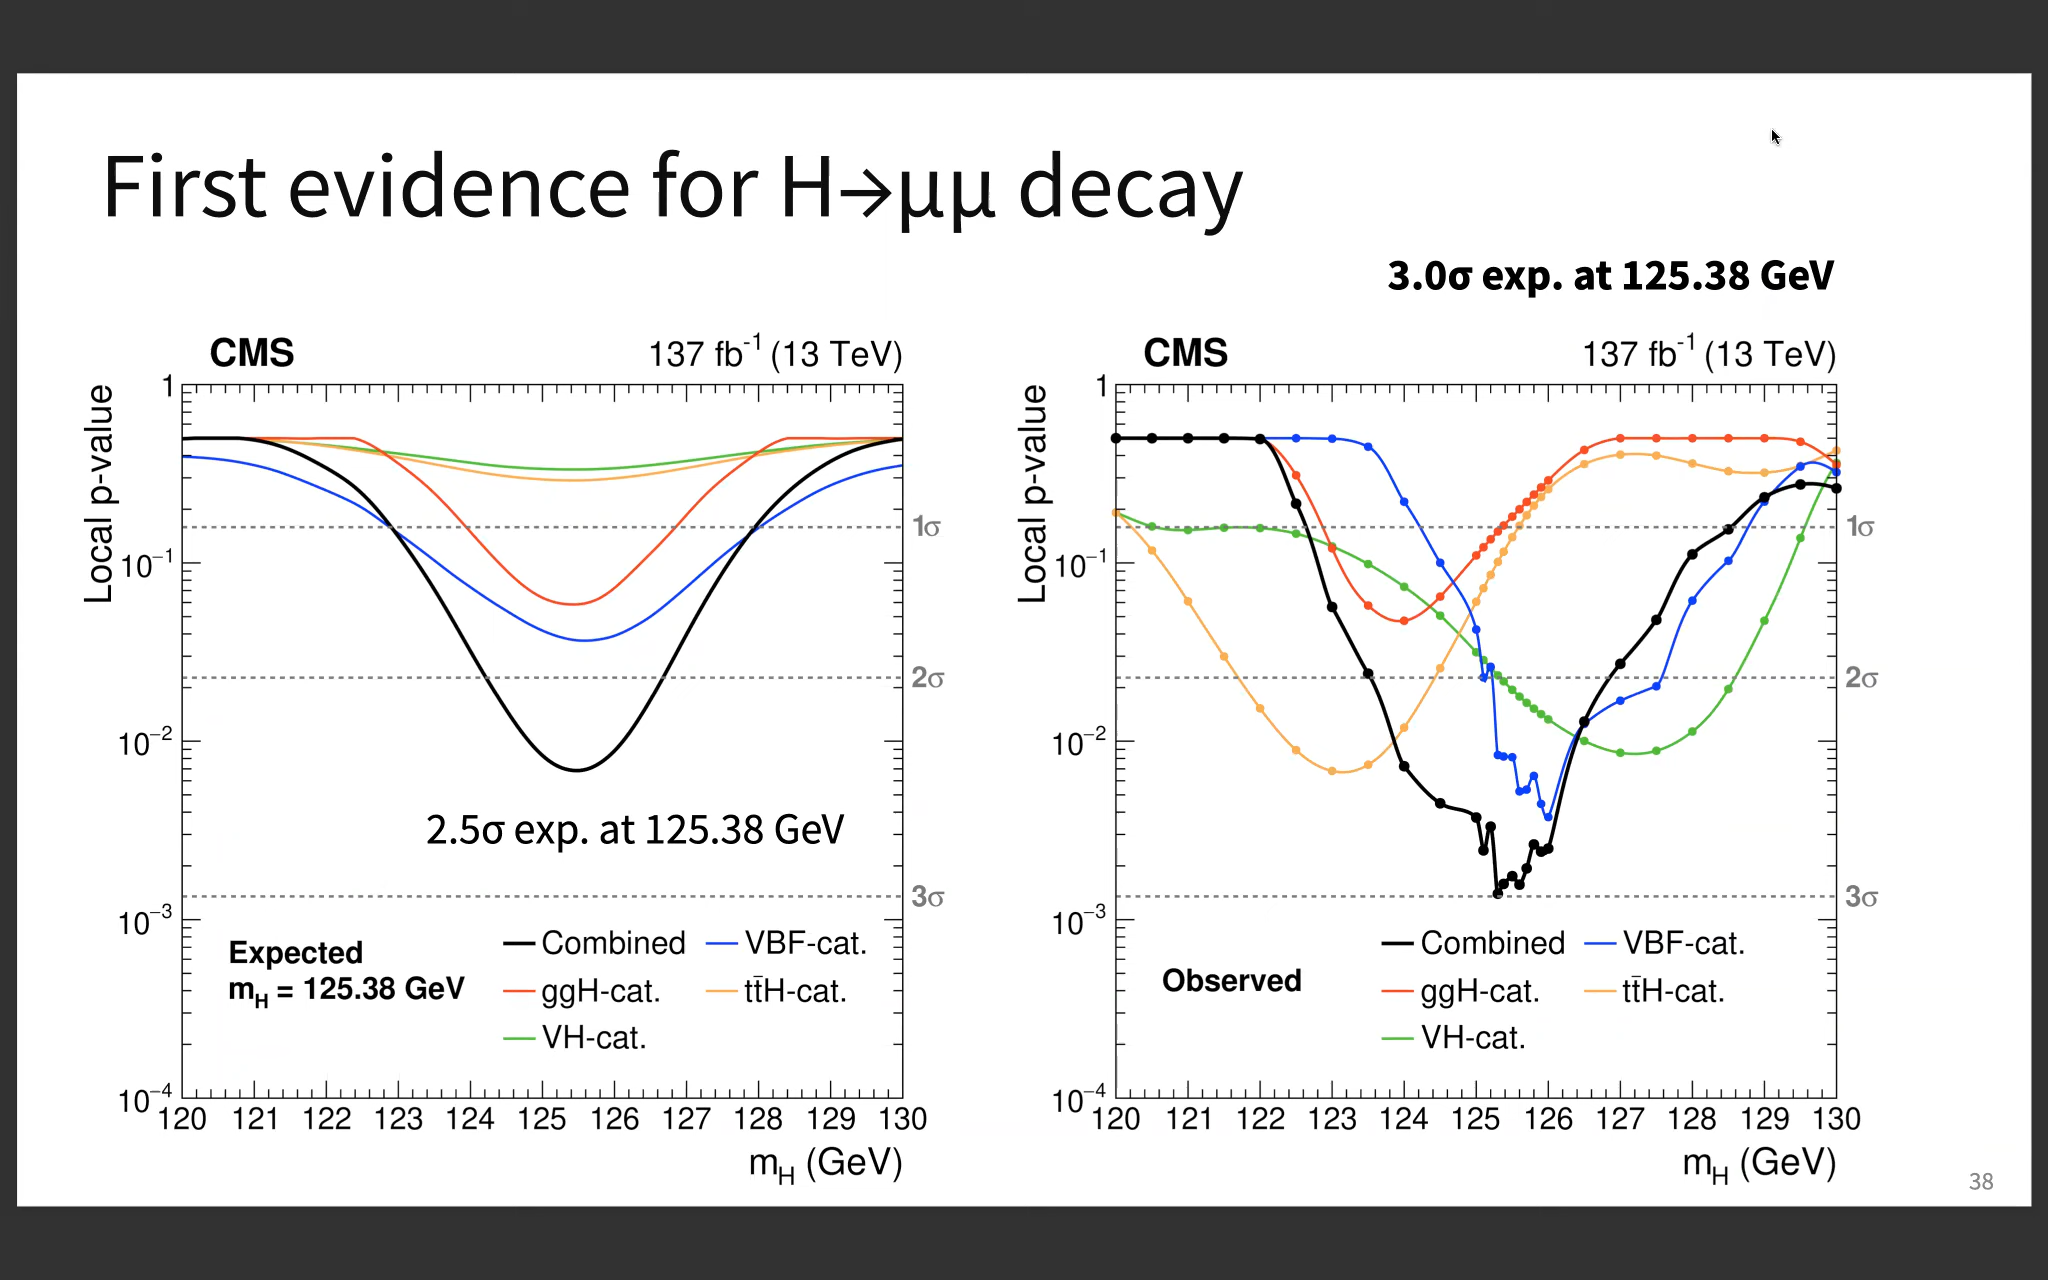 First evidence for H→µµ decay
3.0σ exp. at 125.38 GeV
CMS
137 fb⁻¹ (13 TeV)
Local p-value
1
10⁻¹
10⁻²
10⁻³
10⁻⁴
1σ
2σ
3σ
2.5σ exp. at 125.38 GeV
Expected
m_H = 125.38 GeV
Combined
VBF-cat.
ggH-cat.
tt̄H-cat.
VH-cat.
120 121 122 123 124 125 126 127 128 129 130
m_H (GeV)
CMS
137 fb⁻¹ (13 TeV)
Local p-value
1
10⁻¹
10⁻²
10⁻³
10⁻⁴
1σ
2σ
3σ
Observed
Combined
VBF-cat.
ggH-cat.
tt̄H-cat.
VH-cat.
120 121 122 123 124 125 126 127 128 129 130
m_H (GeV)
38